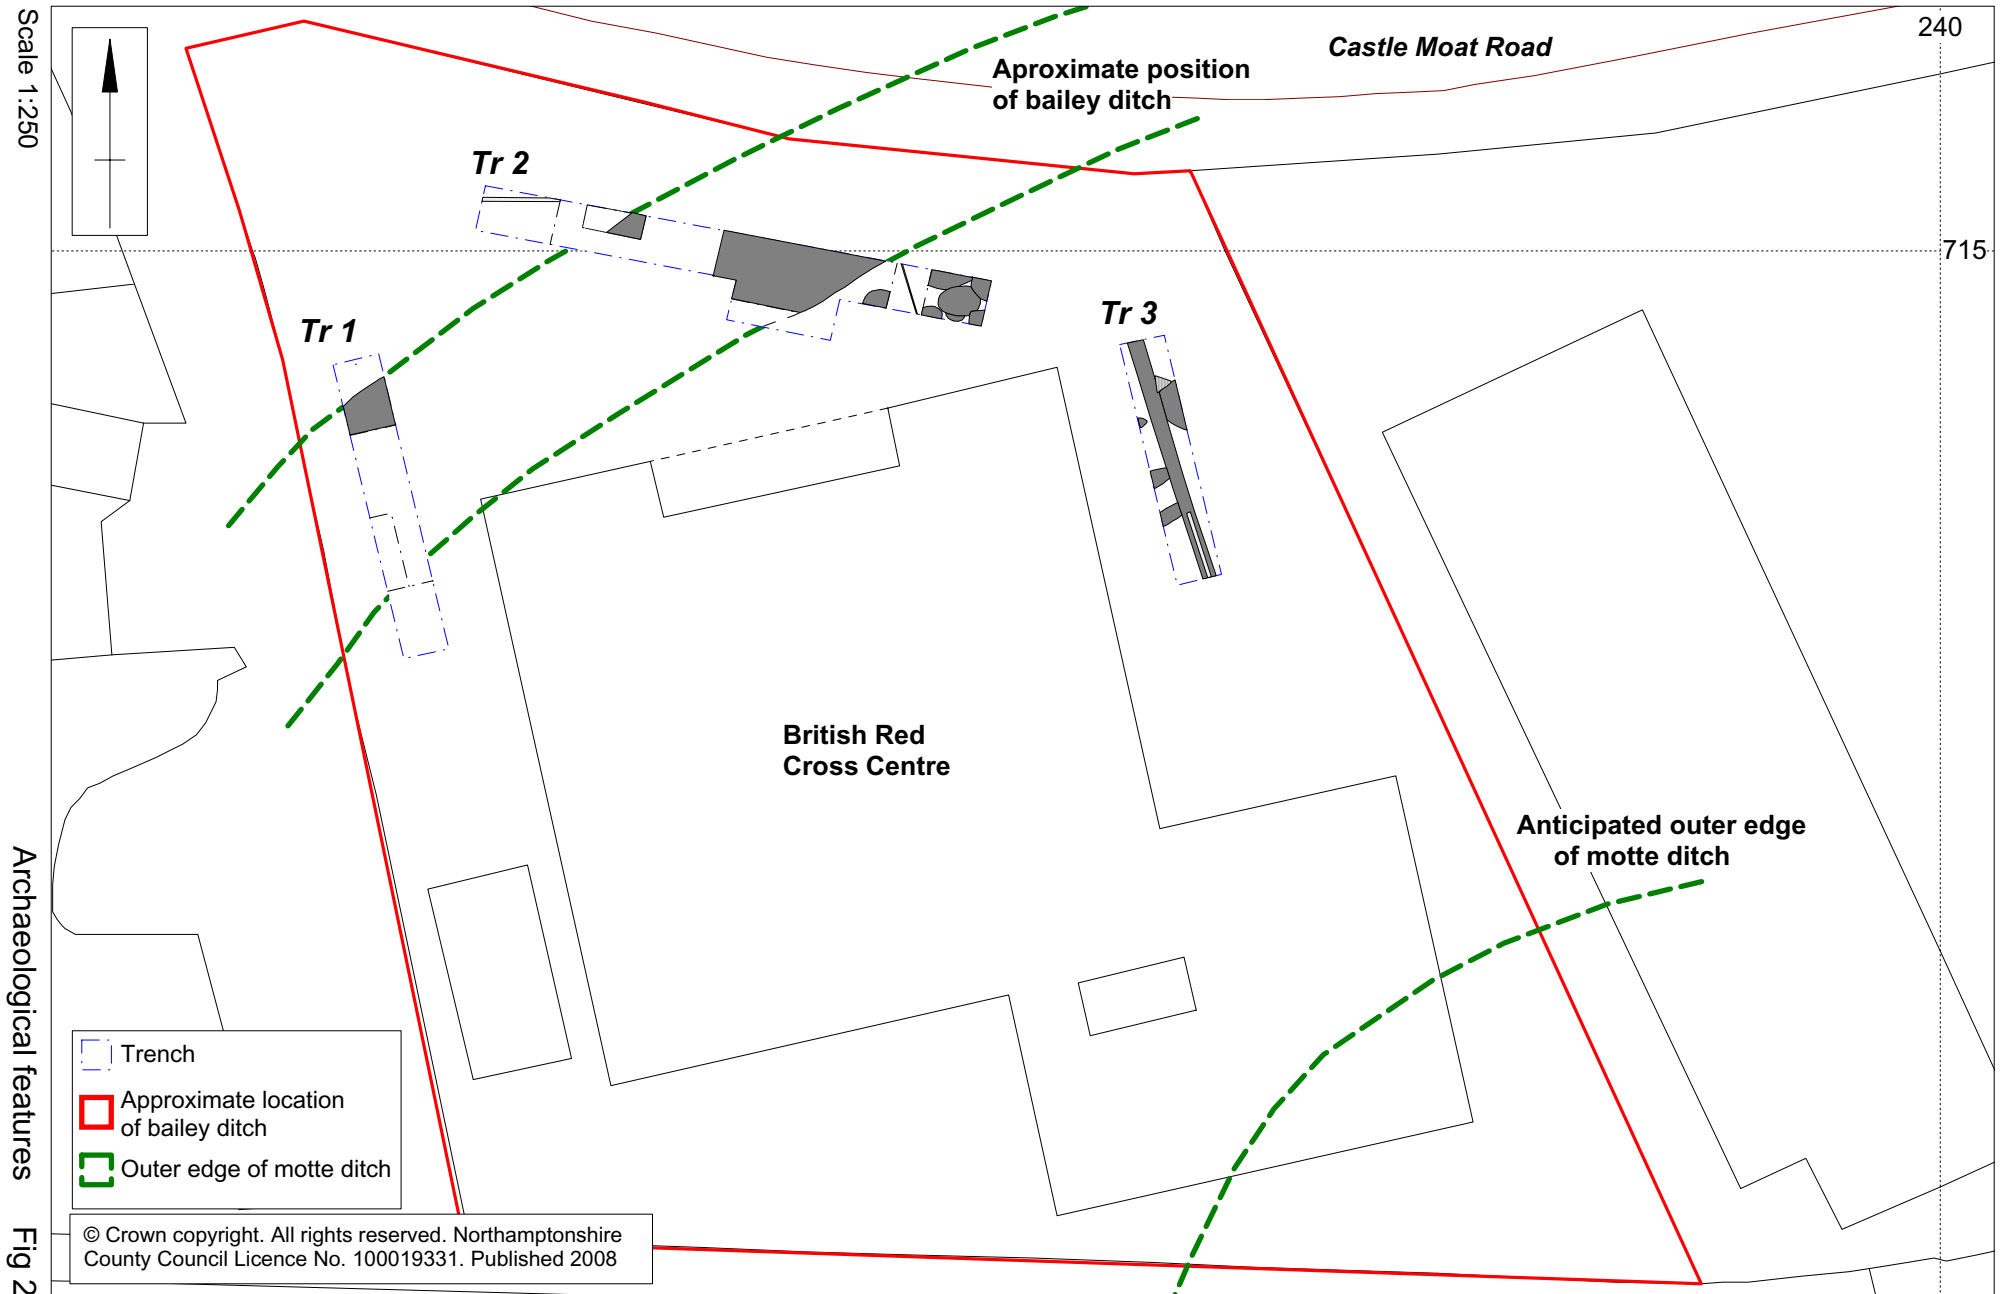 Scale 1:250
240
Castle Moat Road
Aproximate position
of bailey ditch
Tr 2
715
Tr 1
Tr 3
British Red
Cross Centre
Anticipated outer edge
of motte ditch
Archaeological features
Fig 2
Trench
Approximate location
of bailey ditch
Outer edge of motte ditch
© Crown copyright. All rights reserved. Northamptonshire
County Council Licence No. 100019331. Published 2008